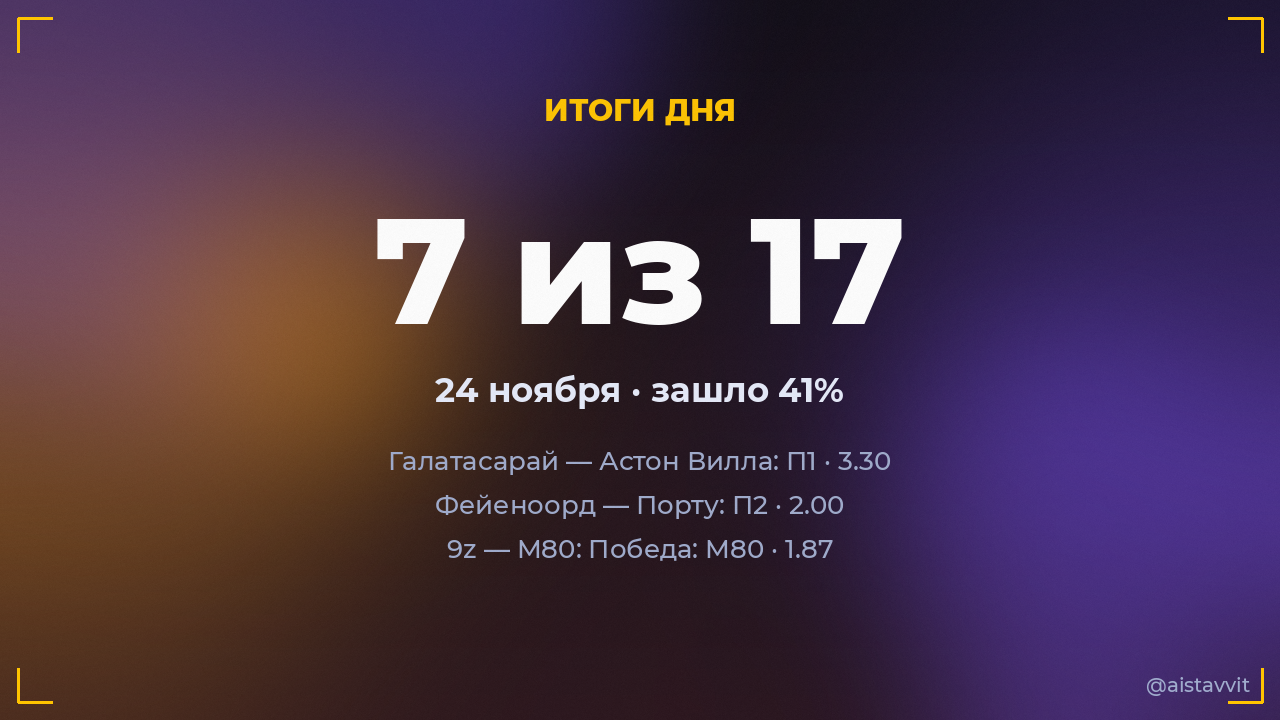 ИТОГИ ДНЯ
7 из 17
24 ноября · зашло 41%
Галатасарай — Астон Вилла: П1 · 3.30
Фейеноорд — Порту: П2 · 2.00
9z — M80: Победа: M80 · 1.87
@aistavvit